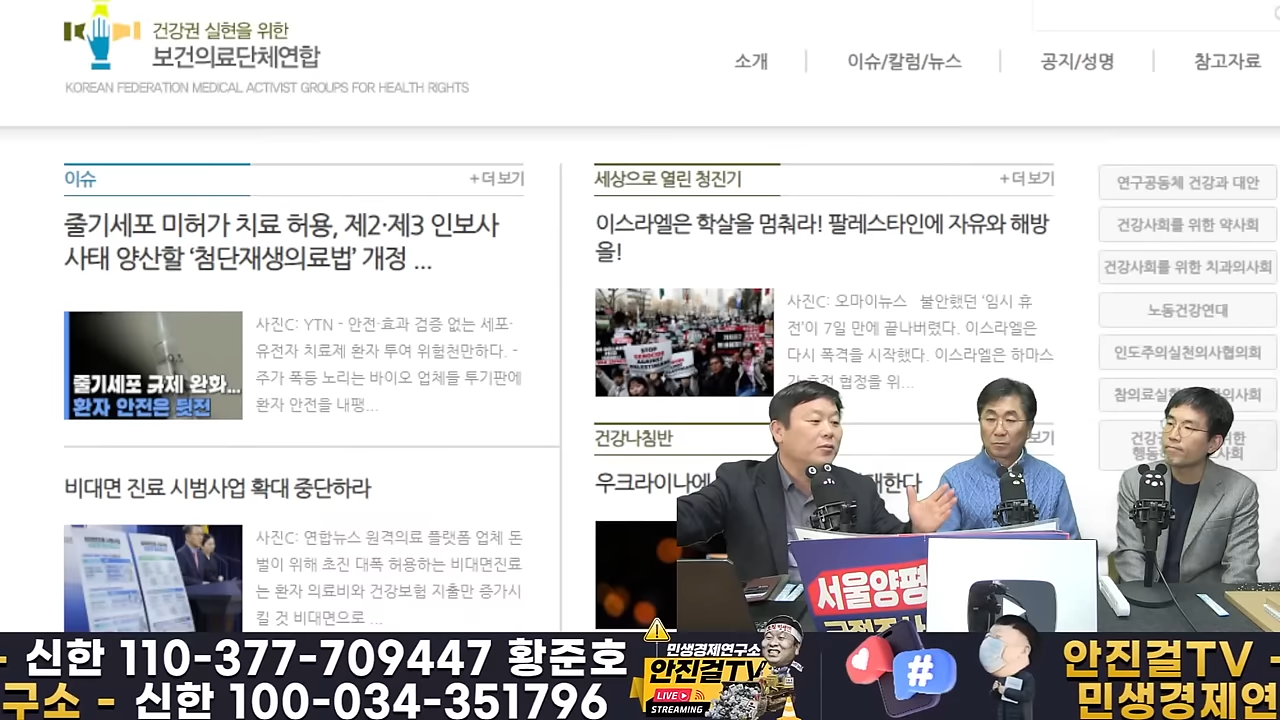 건강권 실현을 위한
보건의료단체연합
KOREAN FEDERATION MEDICAL ACTIVIST GROUPS FOR HEALTH RIGHTS
소개
이슈/칼럼/뉴스
공지/성명
참고자료
이슈
+ 더 보기
줄기세포 미허가 치료 허용, 제2·제3 인보사
사태 양산할 ‘첨단재생의료법’ 개정 ...
줄기세포 규제 완화...
환자 안전은 뒷전
사진C: YTN - 안전·효과 검증 없는 세포·
유전자 치료제 환자 투여 위험천만하다. -
주가 폭등 노리는 바이오 업체들 투기판에
환자 안전을 내팽...
비대면 진료 시범사업 확대 중단하라
사진C: 연합뉴스 원격의료 플랫폼 업체 돈
벌이 위해 초진 대폭 허용하는 비대면진료
는 환자 의료비와 건강보험 지출만 증가시
킬 것 비대면으로 ...
세상으로 열린 청진기
+ 더 보기
이스라엘은 학살을 멈춰라! 팔레스타인에 자유와 해방
을!
STOP
GENOCIDE
사진C: 오마이뉴스 불안했던 ‘임시 휴
전’이 7일 만에 끝나버렸다. 이스라엘은
다시 폭격을 시작했다. 이스라엘은 하마스
가 휴전 협정을 위...
건강나침반
보기
우크라이나에
대한다
연구공동체 건강과 대안
건강사회를 위한 약사회
건강사회를 위한 치과의사회
노동건강연대
인도주의실천의사협의회
참의료실
의사회
서울양평
- 신한 110-377-709447 황준호
구소 - 신한 100-034-351796
민생경제연구소
안진걸TV
LIVE
STREAMING
#
안진걸TV -
민생경제연